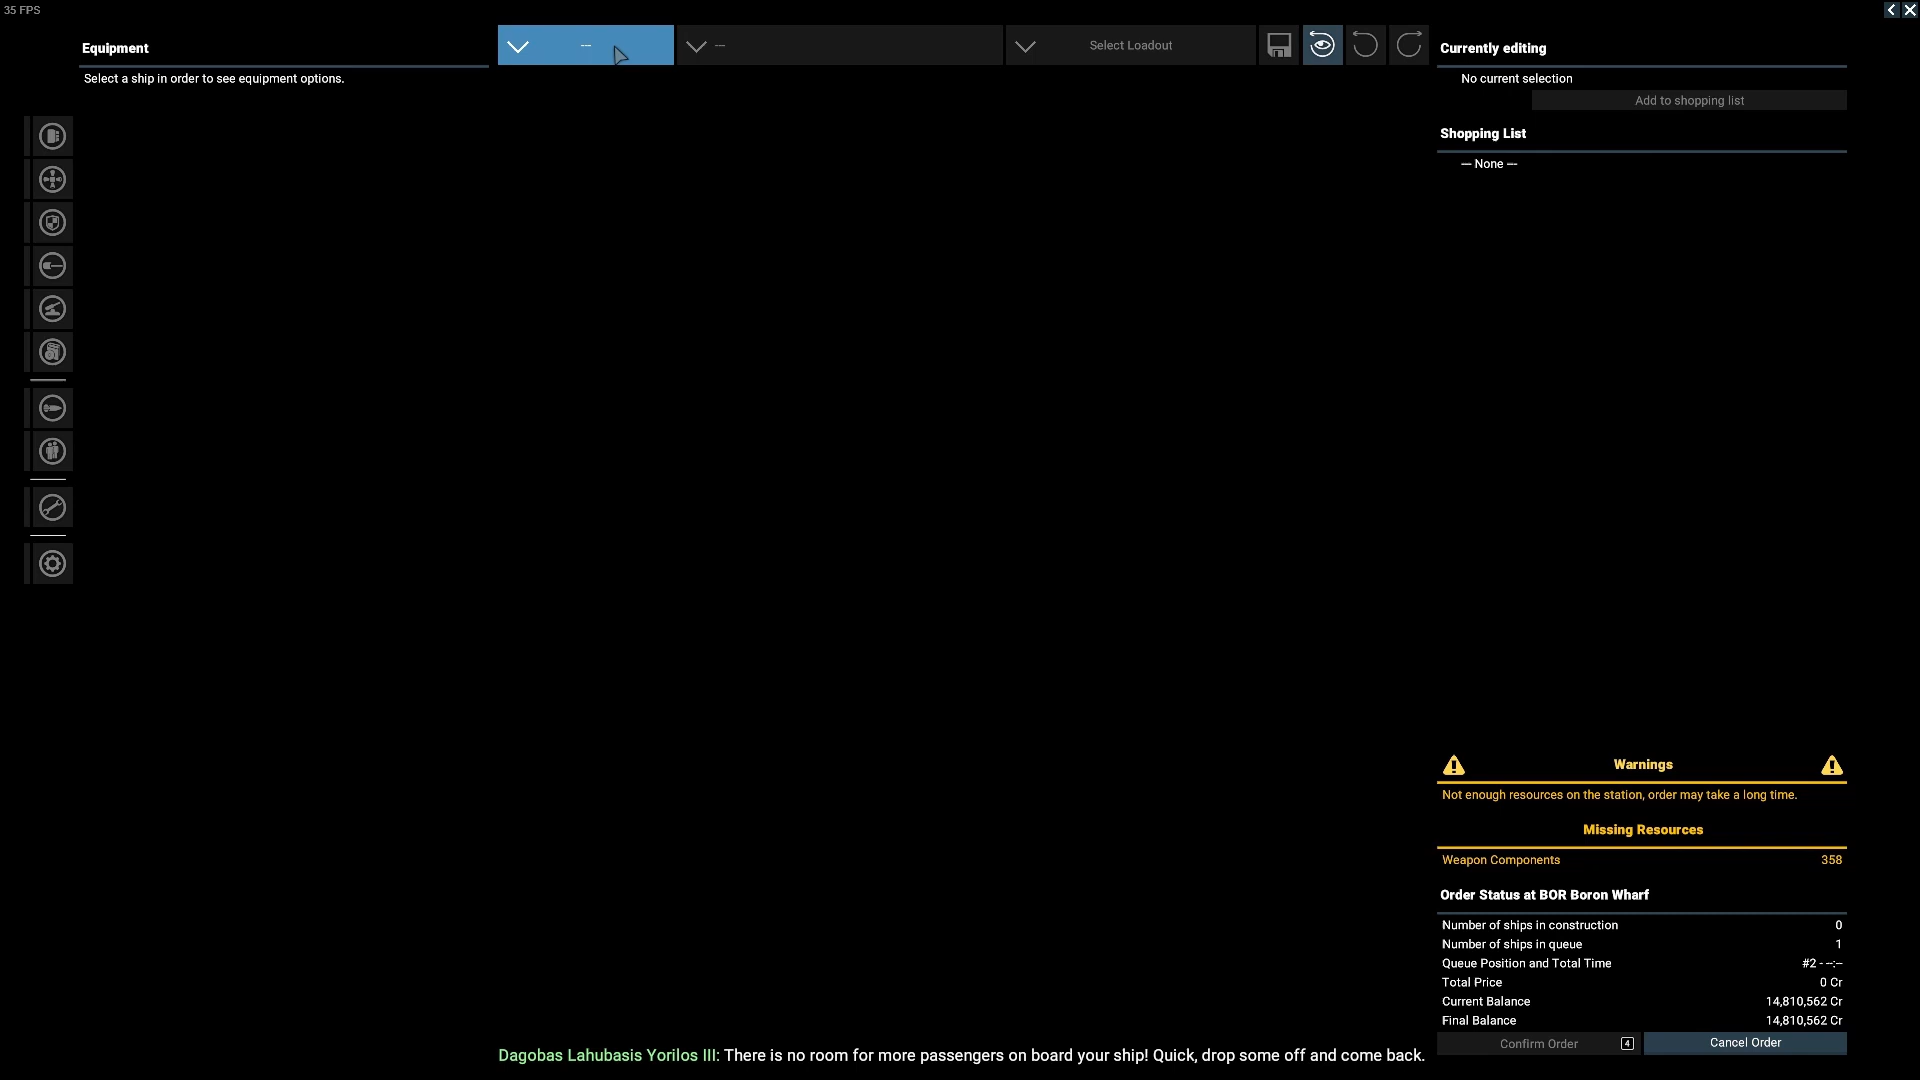 35 FPS
Equipment
Select a ship in order to see equipment options.
---
---
Select Loadout
Currently editing
No current selection
Add to shopping list
Shopping List
--- None ---
Warnings
Not enough resources on the station, order may take a long time.
Missing Resources
Weapon Components 358
Order Status at BOR Boron Wharf
Number of ships in construction 0
Number of ships in queue 1
Queue Position and Total Time #2 - --:--
Total Price 0 Cr
Current Balance 14,810,562 Cr
Final Balance 14,810,562 Cr
Confirm Order 4
Cancel Order
Dagobas Lahubasis Yorilos III: There is no room for more passengers on board your ship! Quick, drop some off and come back.